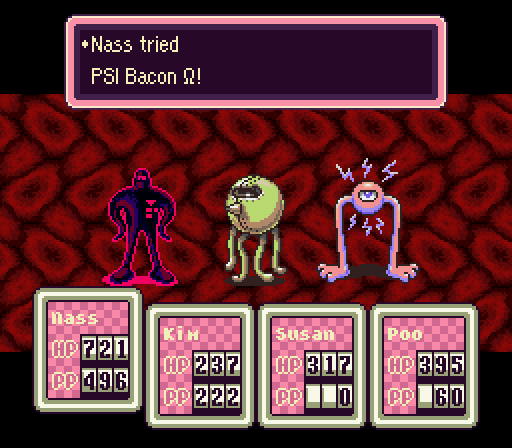 •Nass tried
PSI Bacon Ω!
Nass
HP 721
PP 496
Kim
HP 237
PP 222
Susan
HP 317
PP 0
Poo
HP 395
PP 60